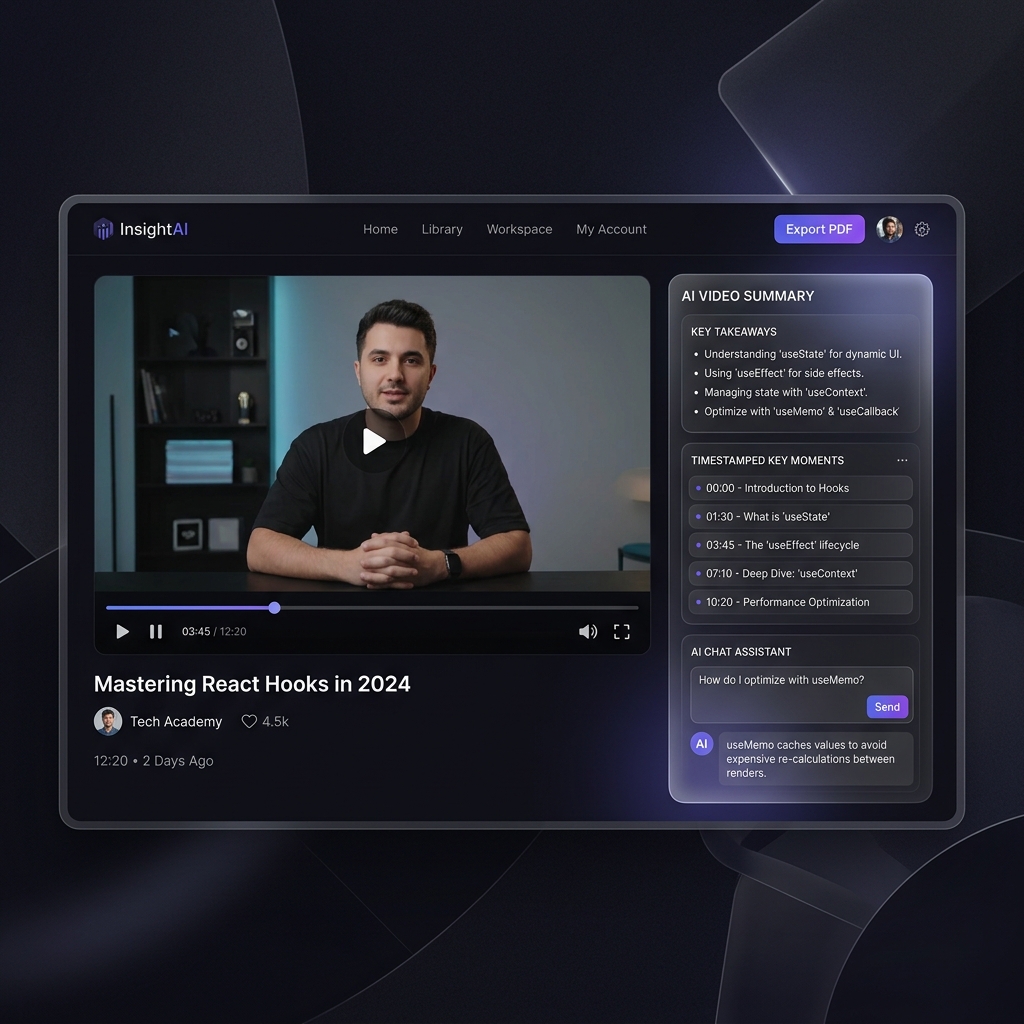 InsightAI
Home
Library
Workspace
My Account
Export PDF
03:45 / 12:20
Mastering React Hooks in 2024
Tech Academy
4.5k
12:20 • 2 Days Ago
AI VIDEO SUMMARY
KEY TAKEAWAYS
• Understanding 'useState' for dynamic UI.
• Using 'useEffect' for side effects.
• Managing state with 'useContext'.
• Optimize with 'useMemo' & 'useCallback'
TIMESTAMPED KEY MOMENTS
00:00 - Introduction to Hooks
01:30 - What is 'useState'
03:45 - The 'useEffect' lifecycle
07:10 - Deep Dive: 'useContext'
10:20 - Performance Optimization
AI CHAT ASSISTANT
How do I optimize with useMemo?
Send
AI
useMemo caches values to avoid
expensive re-calculations between
renders.